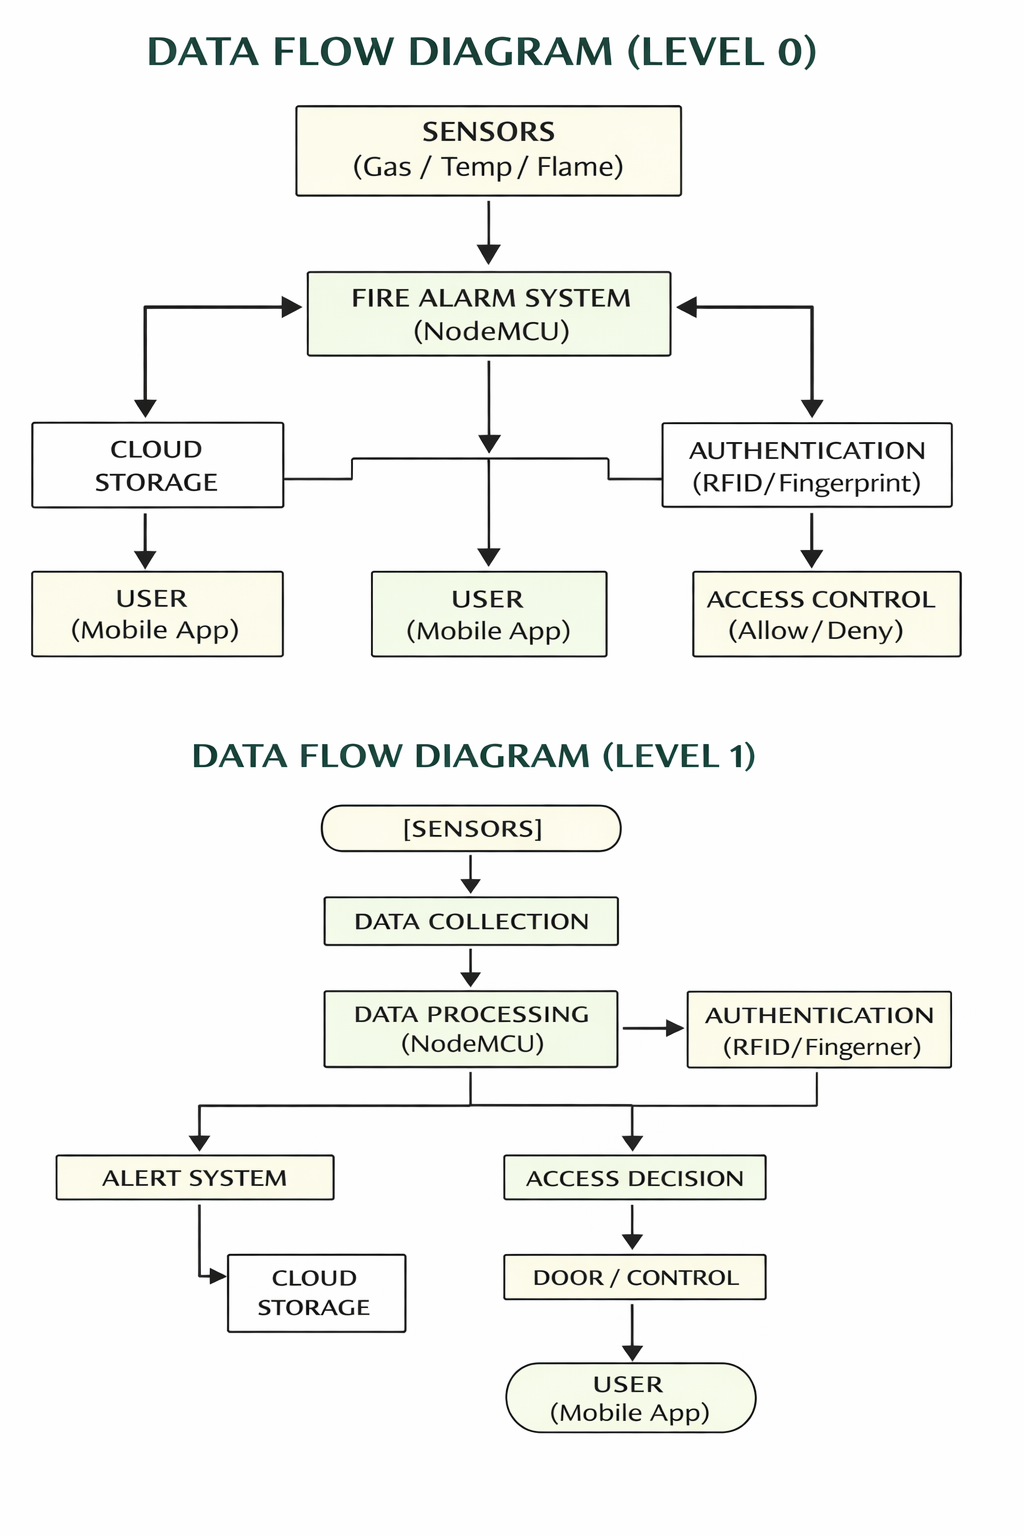 DATA FLOW DIAGRAM (LEVEL 0)
SENSORS
(Gas / Temp / Flame)
FIRE ALARM SYSTEM
(NodeMCU)
CLOUD
STORAGE
AUTHENTICATION
(RFID/Fingerprint)
USER
(Mobile App)
USER
(Mobile App)
ACCESS CONTROL
(Allow/Deny)
DATA FLOW DIAGRAM (LEVEL 1)
[SENSORS]
DATA COLLECTION
DATA PROCESSING
(NodeMCU)
AUTHENTICATION
(RFID/Fingerner)
ALERT SYSTEM
ACCESS DECISION
CLOUD
STORAGE
DOOR / CONTROL
USER
(Mobile App)